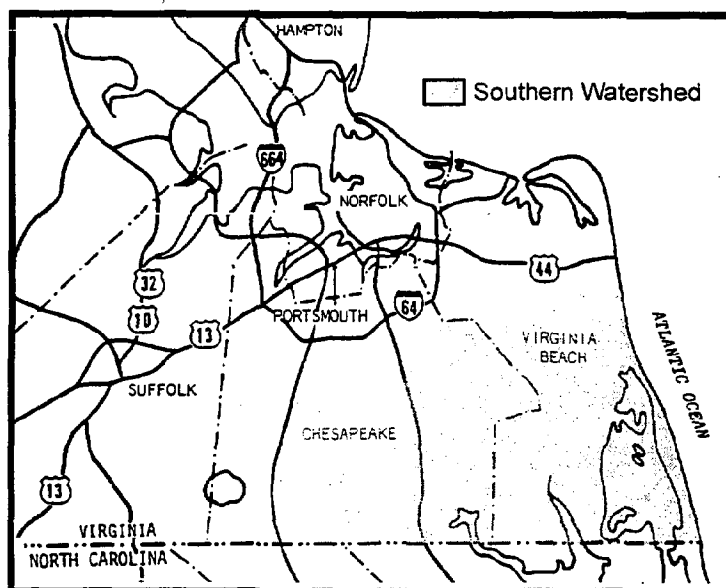 HAMPTON
Southern Watershed
664
NORFOLK
32
10
13
44
64
PORTSMOUTH
VIRGINIA
BEACH
ATLANTIC OCEAN
SUFFOLK
CHESAPEAKE
13
VIRGINIA
NORTH CAROLINA